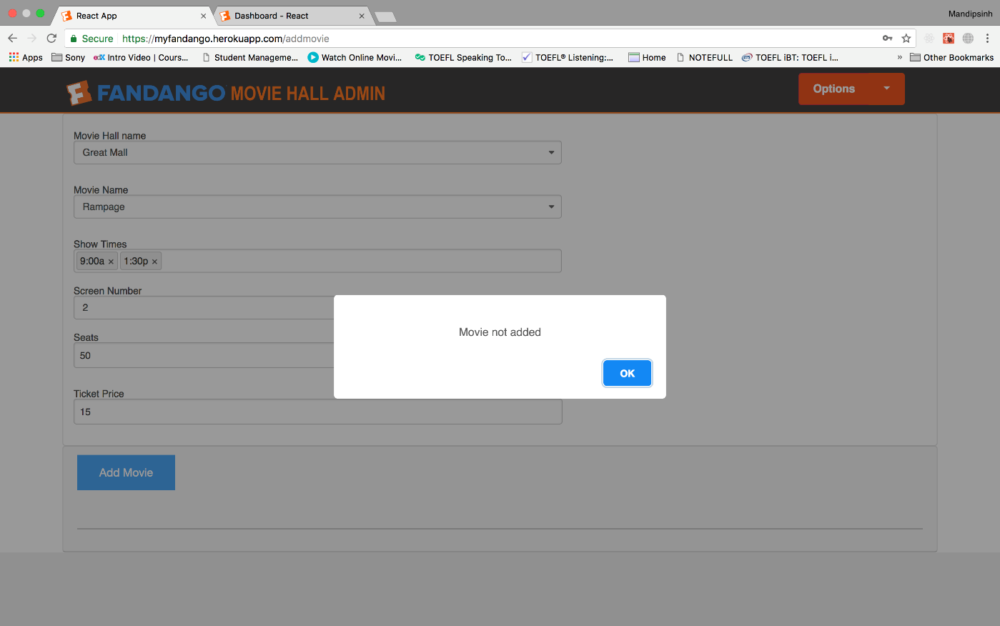 React App
Dashboard - React
Mandipsinh
Secure https://myfandango.herokuapp.com/addmovie
Apps Sony edX Intro Video | Cours... Student Manageme... Watch Online Movi... TOEFL Speaking To... TOEFL® Listening:... Home NOTEFULL ETS TOEFL iBT: TOEFL i... » Other Bookmarks
FANDANGO MOVIE HALL ADMIN
Options
Movie Hall name
Great Mall
Movie Name
Rampage
Show Times
9:00a × 1:30p ×
Screen Number
2
Seats
50
Movie not added
OK
Ticket Price
15
Add Movie